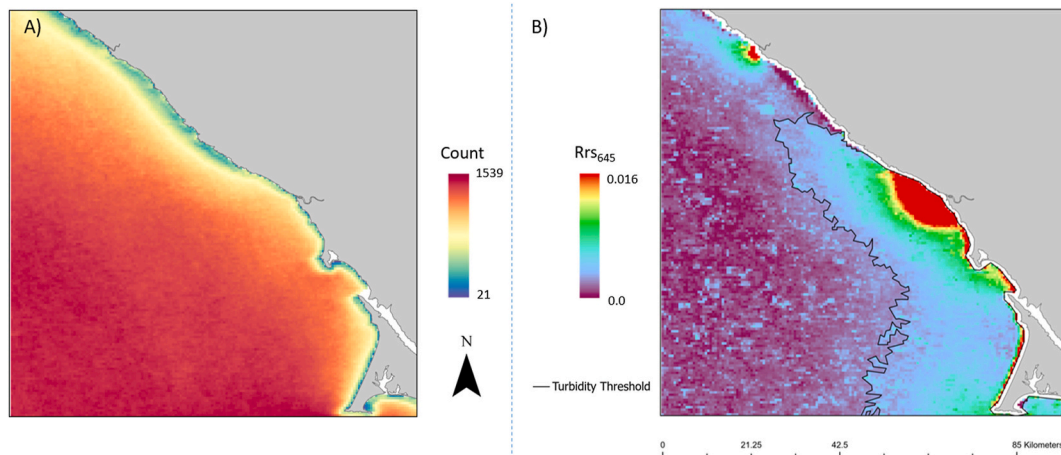 A)
Count
1539
21
N
B)
Rrs645
0.016
0.0
Turbidity Threshold
0 21.25 42.5 85 Kilometers